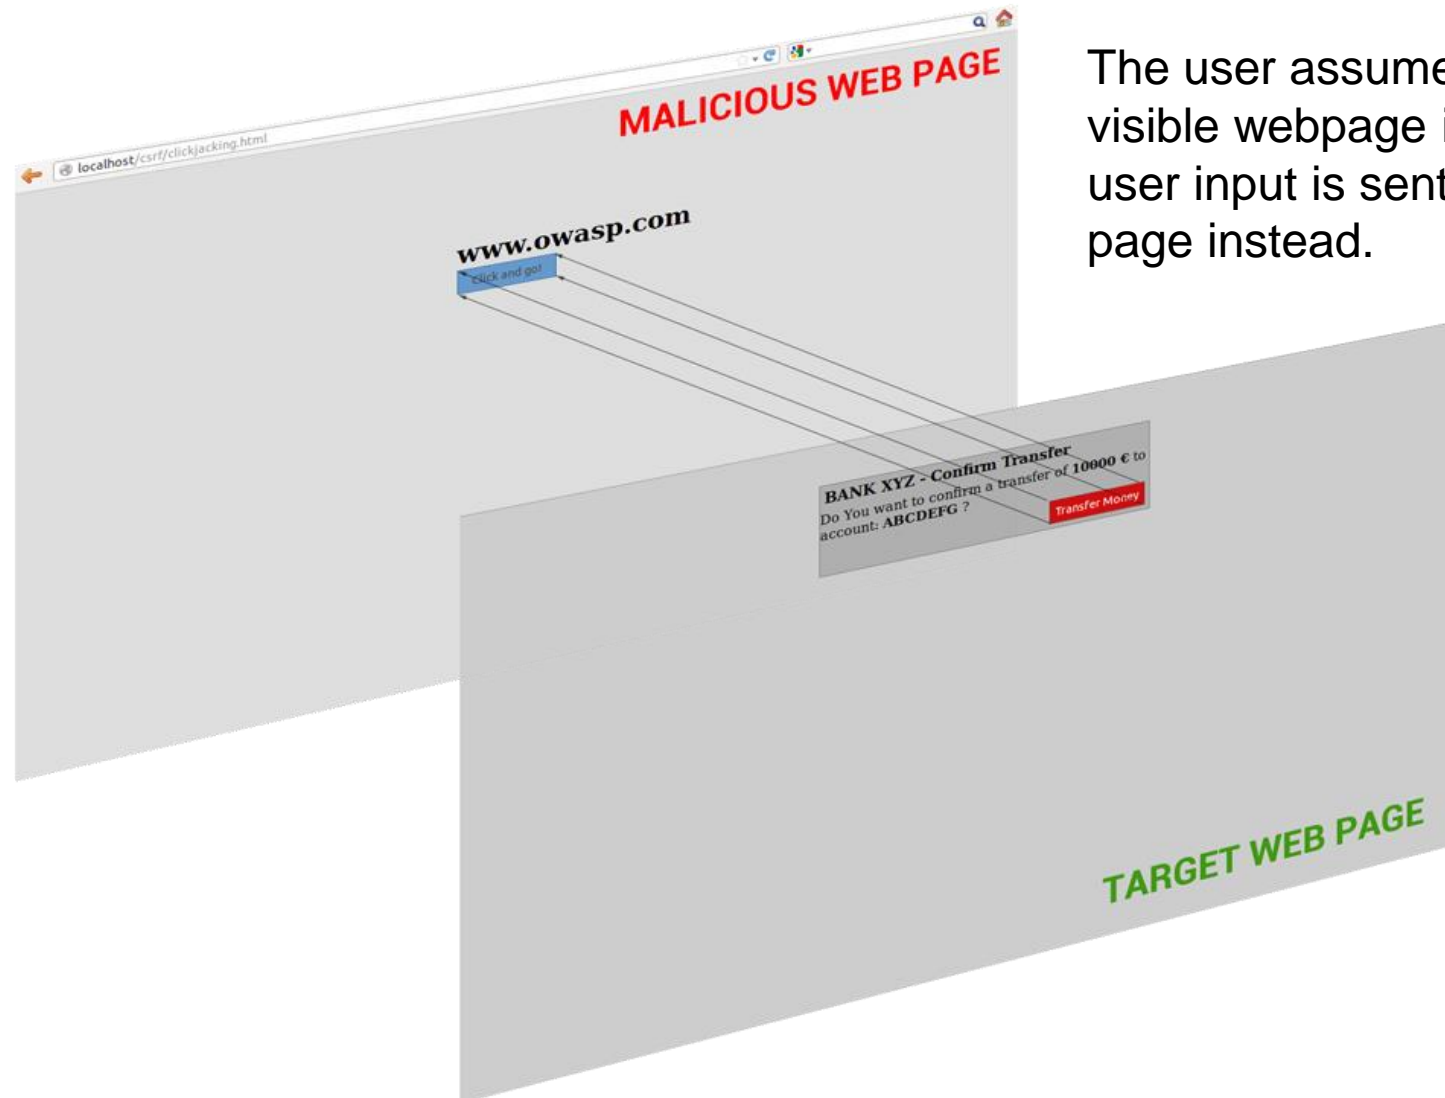 MALICIOUS WEB PAGE
localhost/csrf/clickjacking.html
The user assume
visible webpage i
user input is sent
page instead.
www.owasp.com
Click and go!
BANK XYZ - Confirm Transfer
Do You want to confirm a transfer of 10000 € to
account: ABCDEFG ?
Transfer Money
TARGET WEB PAGE